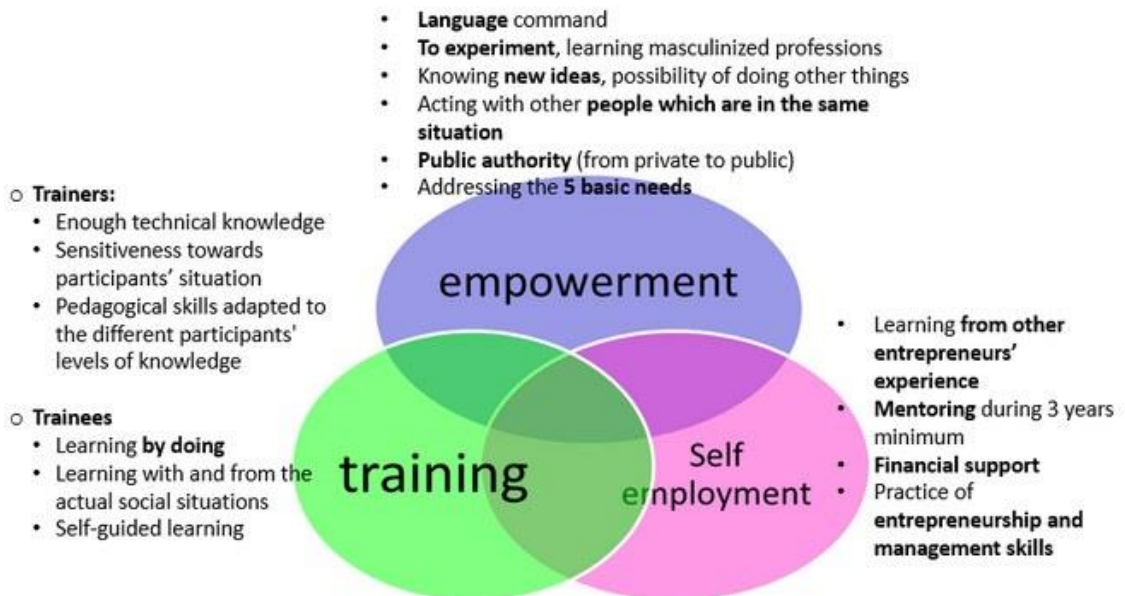 • Language command
• To experiment, learning masculinized professions
• Knowing new ideas, possibility of doing other things
• Acting with other people which are in the same
situation
• Public authority (from private to public)
• Addressing the 5 basic needs
○ Trainers:
• Enough technical knowledge
• Sensitiveness towards
participants' situation
• Pedagogical skills adapted to
the different participants'
levels of knowledge
○ Trainees
• Learning by doing
• Learning with and from the
actual social situations
• Self-guided learning
empowerment
training
Self
employment
• Learning from other
entrepreneurs'
experience
• Mentoring during 3 years
minimum
• Financial support
• Practice of
entrepreneurship and
management skills